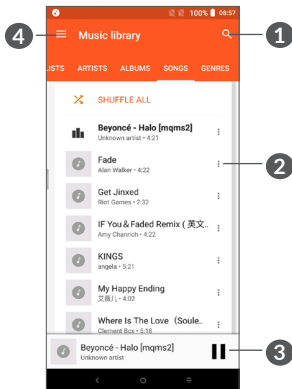 100% 08:57
Music library
LISTS ARTISTS ALBUMS SONGS GENRES
SHUFFLE ALL
Beyoncé - Halo [mqms2]
Unknown artist • 4:21
Fade
Alan Walker • 4:22
Get Jinxed
Riot Games • 2:32
IF You & Faded Remix ( 英文..
Amy Chanrich • 4:22
KINGS
angela • 5:21
My Happy Ending
艾薇儿 • 4:02
Where Is The Love（Soule..
Clement Box • 5:18
Beyoncé - Halo [mqms2]
Unknown artist
1
2
3
4